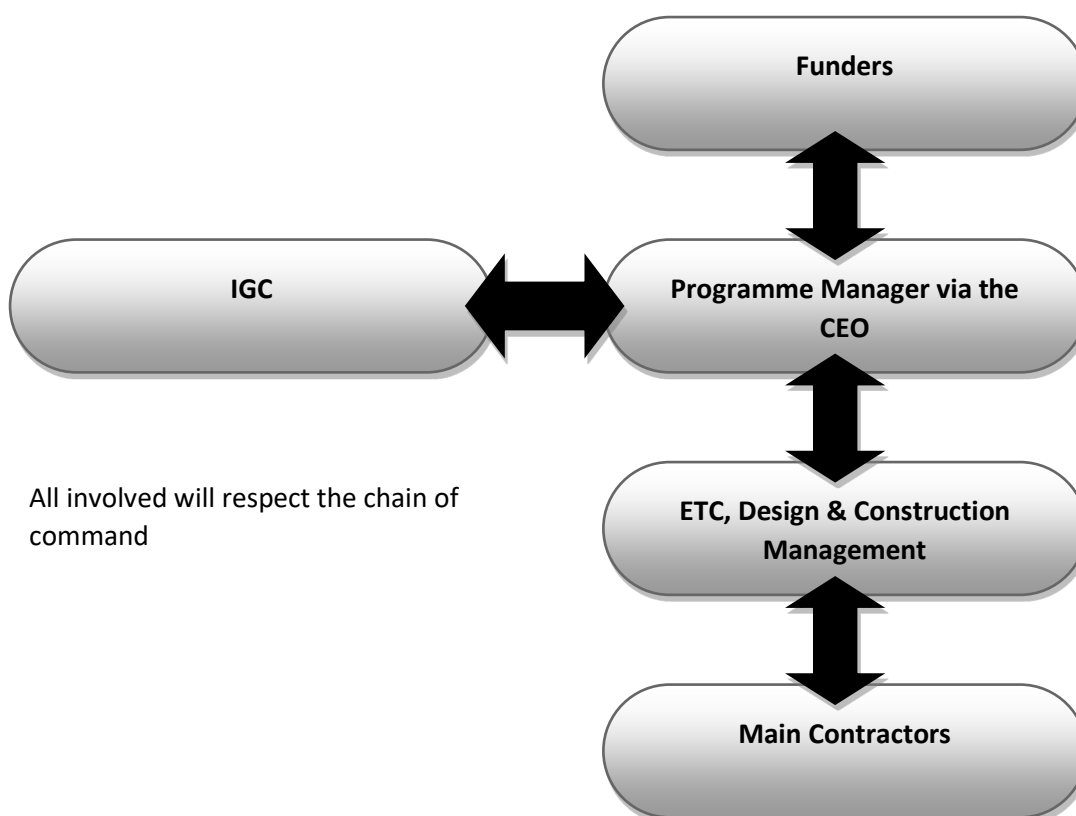 Funders
IGC
Programme Manager via the
CEO
All involved will respect the chain of
command
ETC, Design & Construction
Management
Main Contractors